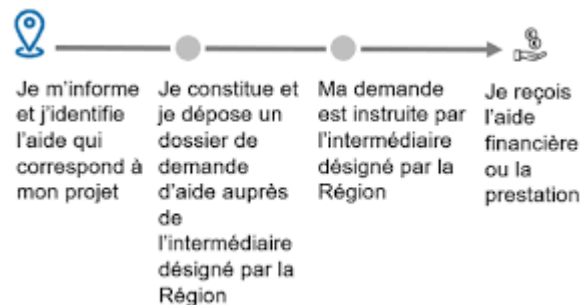 Je m'informe
et j'identifie
l'aide qui
correspond à
mon projet
Je constitue et
je dépose un
dossier de
demande
d'aide auprès
de
l'intermédiaire
désigné par la
Région
Ma demande
est instruite par
l'intermédiaire
désigné par la
Région
Je reçois
l'aide
financière
ou la
prestation